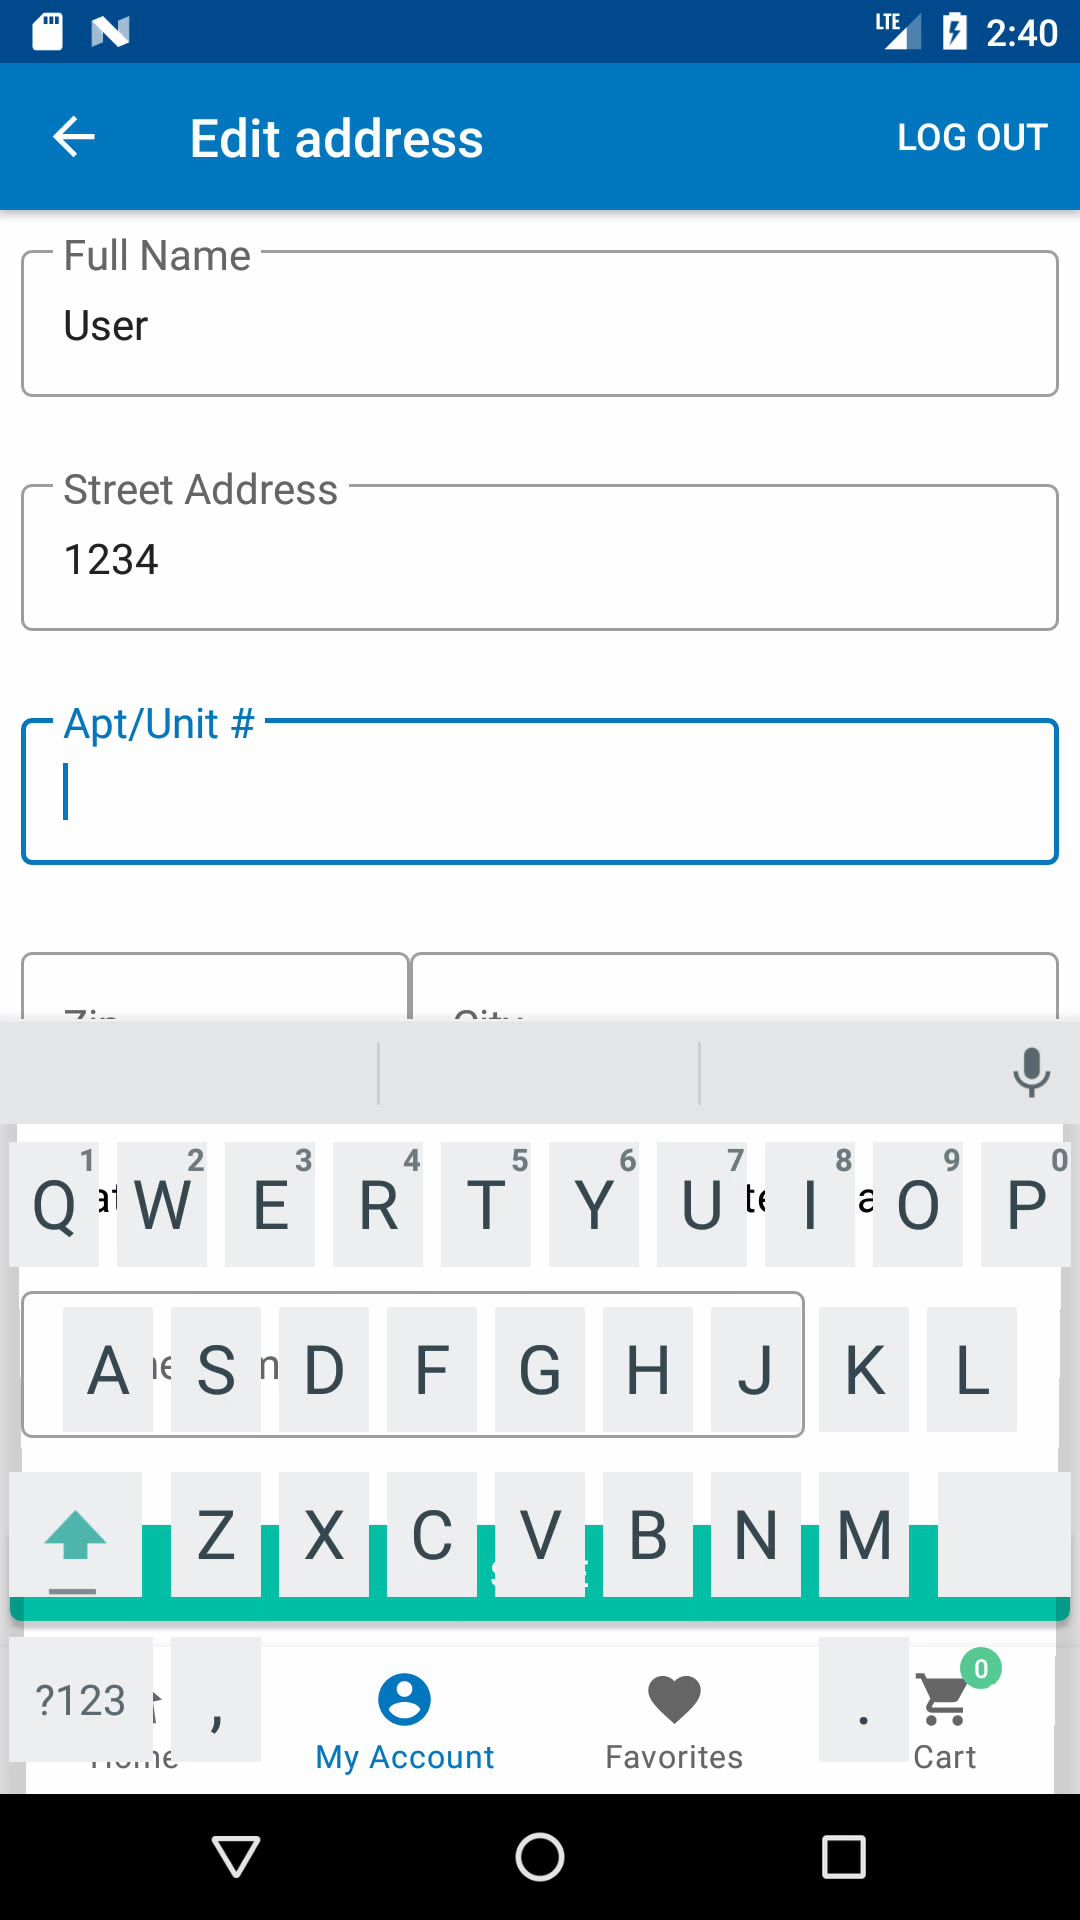 LTE 2:40
Edit address LOG OUT
Full Name
User
Street Address
1234
Apt/Unit #
Zip City
1 2 3 4 5 6 7 8 9 0
Q W E R T Y U I O P
A S D F G H J K L
Z X C V B N M
?123 , . 0
Home My Account Favorites Cart